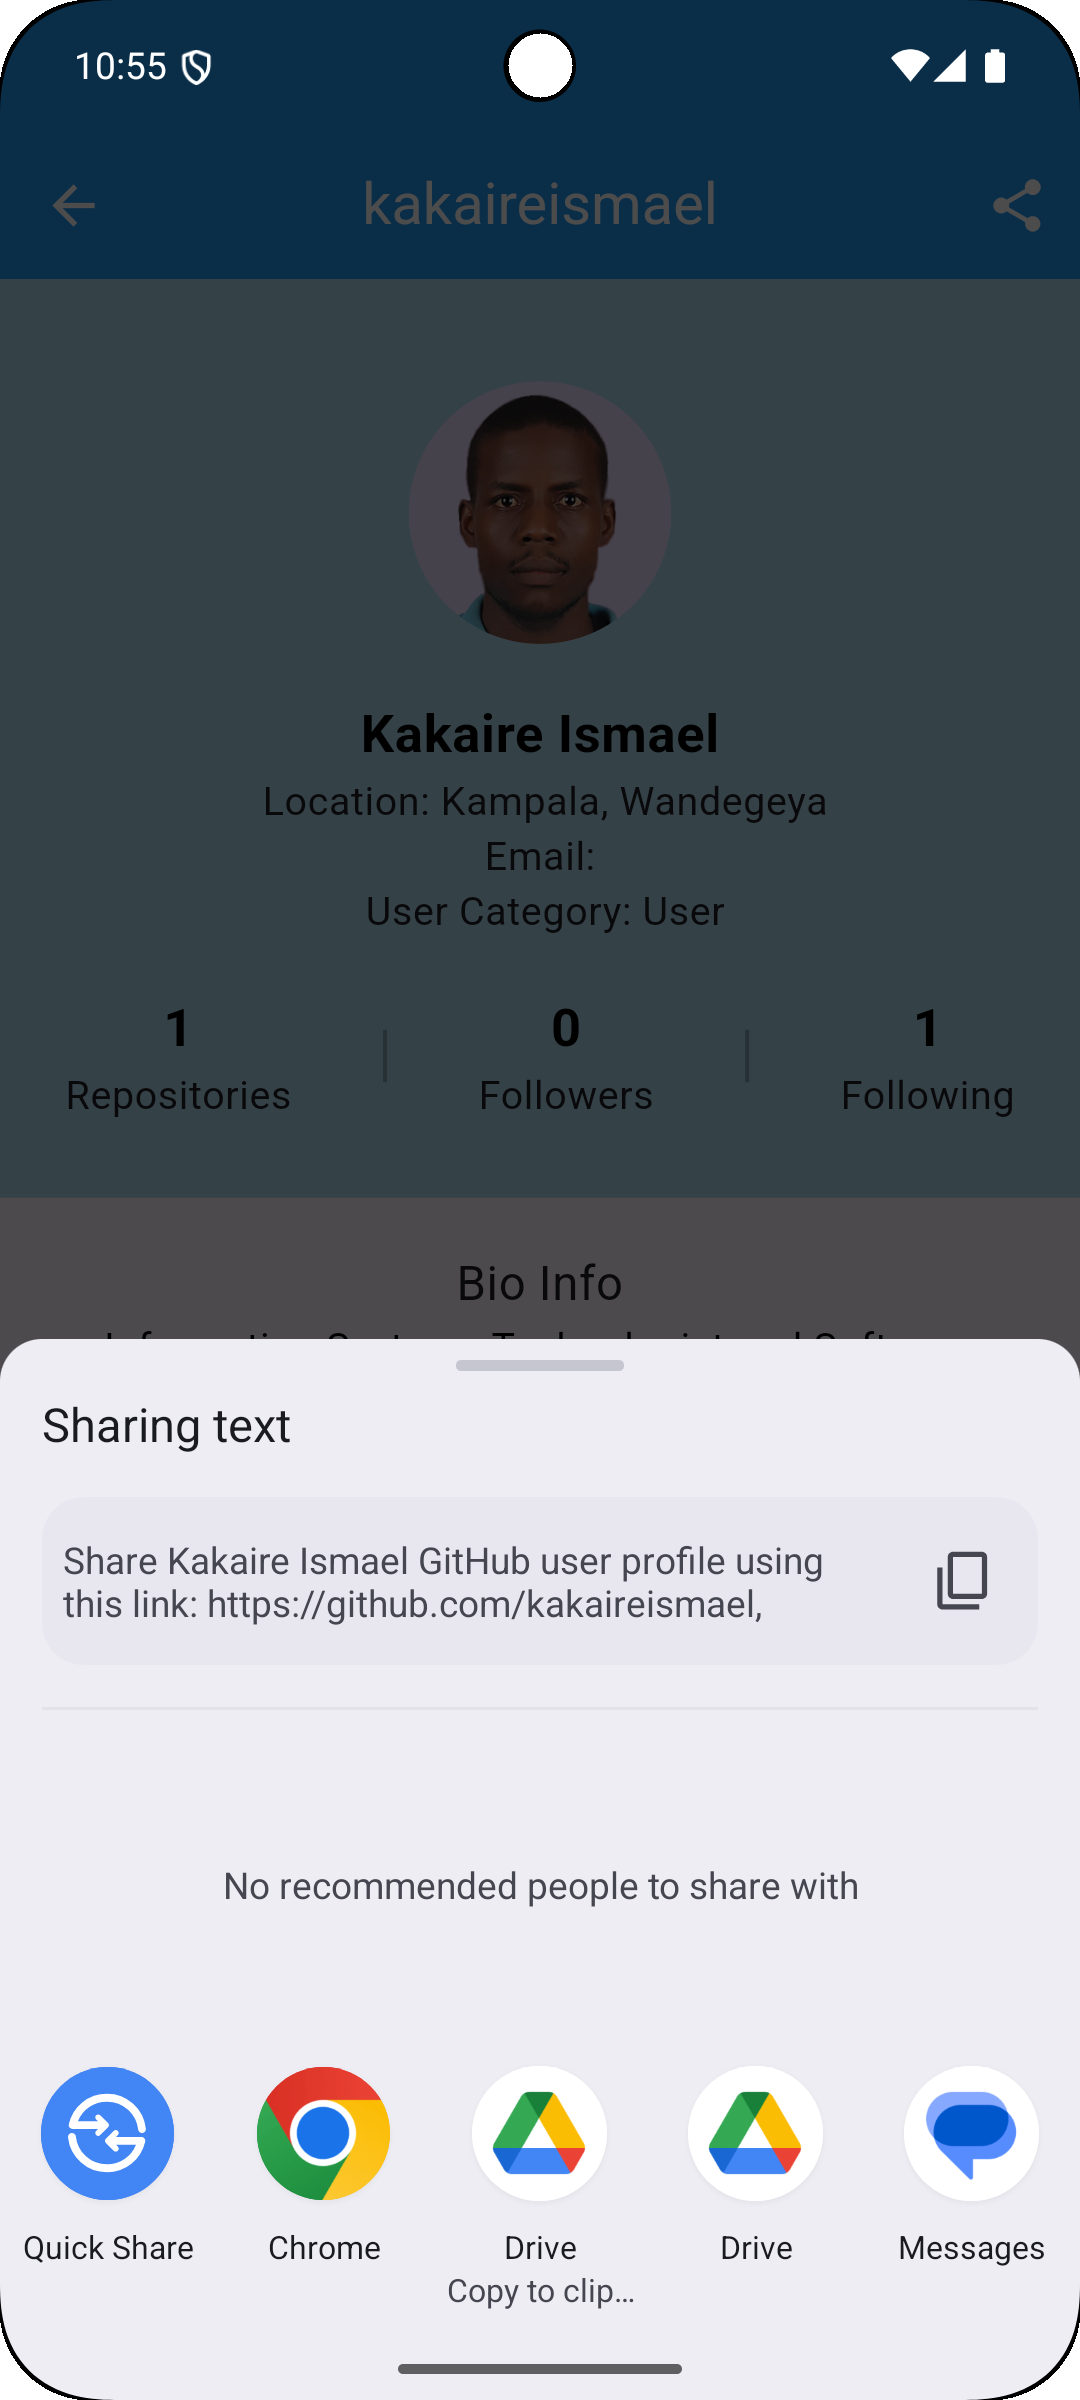 10:55
kakaireismael
Kakaire Ismael
Location: Kampala, Wandegeya
Email:
User Category: User
1 0 1
Repositories Followers Following
Bio Info
Sharing text
Share Kakaire Ismael GitHub user profile using
this link: https://github.com/kakaireismael,
No recommended people to share with
Quick Share Chrome Drive Drive Messages
Copy to clip...